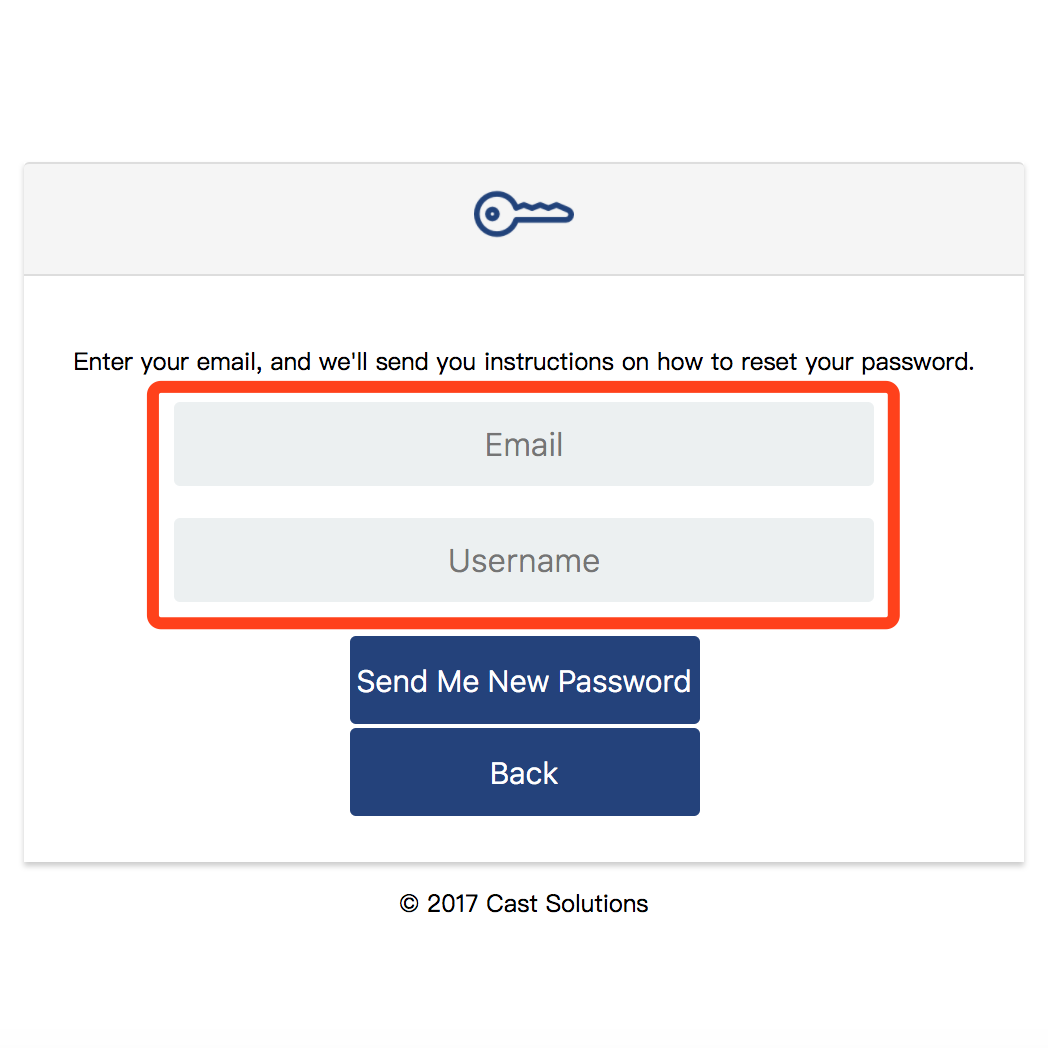 Enter your email, and we'll send you instructions on how to reset your password.
Email
Username
Send Me New Password
Back
© 2017 Cast Solutions